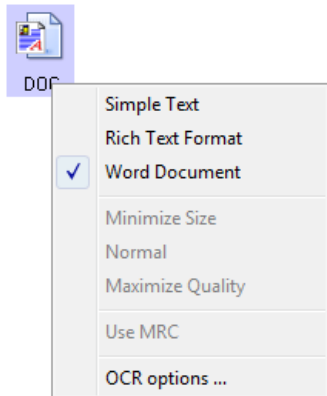 DOC
Simple Text
Rich Text Format
Word Document
Minimize Size
Normal
Maximize Quality
Use MRC
OCR options ...